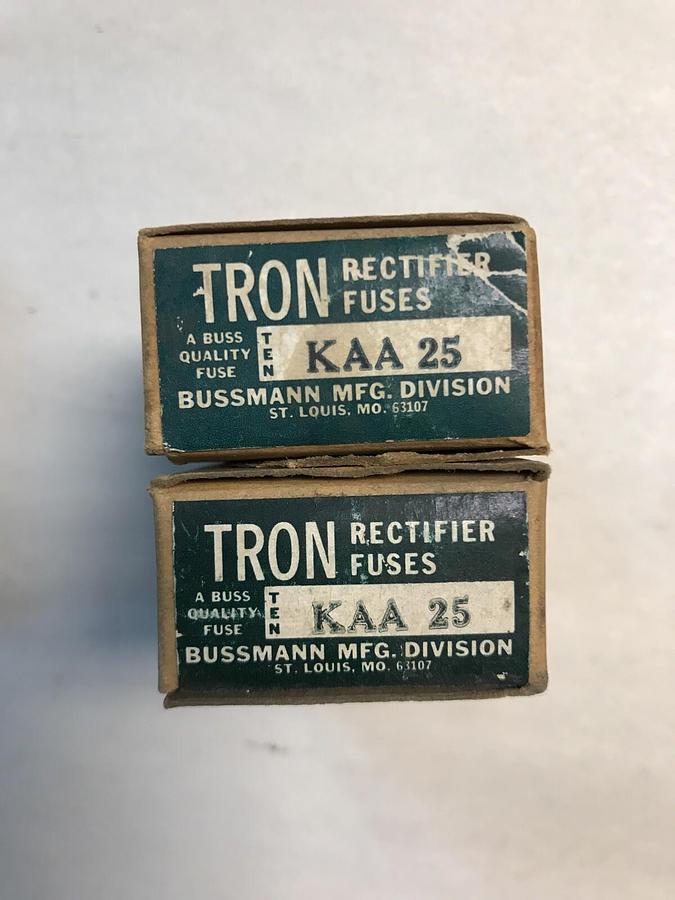 TRON RECTIFIER
FUSES
A BUSS
QUALITY
FUSE
TEN
KAA 25
BUSSMANN MFG. DIVISION
ST. LOUIS, MO. 63107
TRON RECTIFIER
FUSES
A BUSS
QUALITY
FUSE
TEN
KAA 25
BUSSMANN MFG. DIVISION
ST. LOUIS, MO. 63107